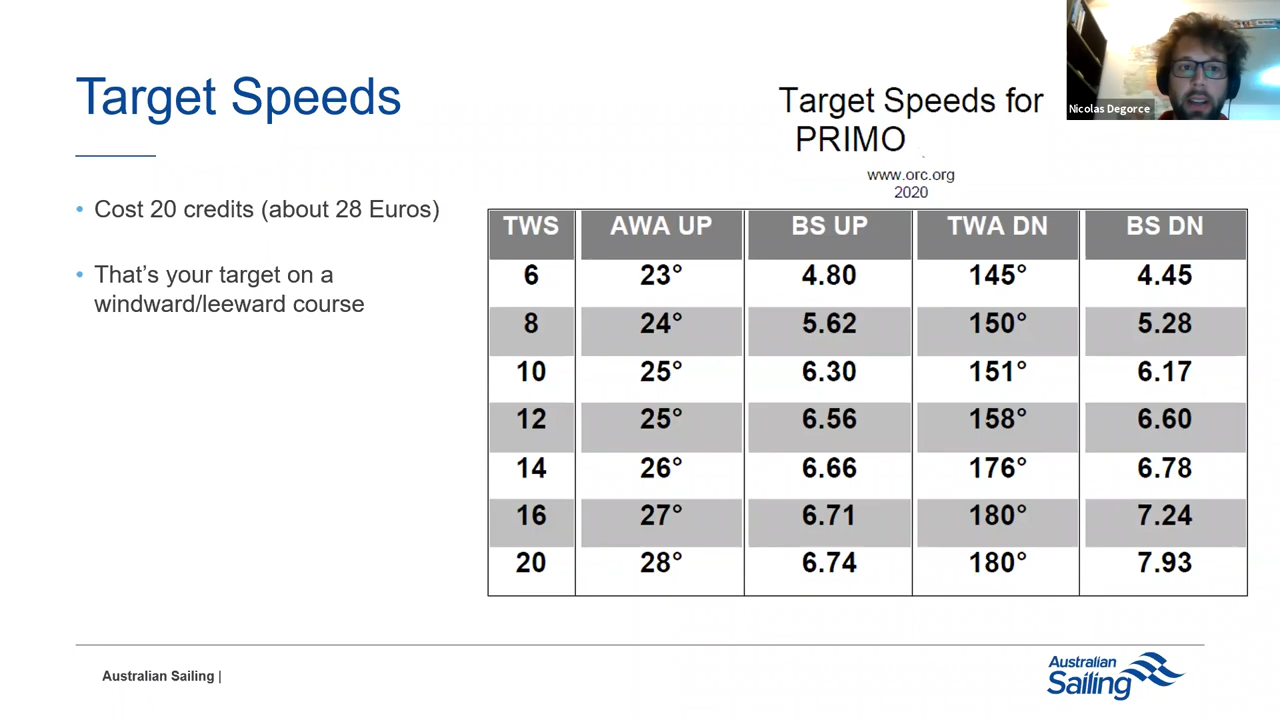 Target Speeds
• Cost 20 credits (about 28 Euros)
• That’s your target on a
windward/leeward course
Target Speeds for
PRIMO
www.orc.org
2020
TWS AWA UP BS UP TWA DN BS DN
6 23° 4.80 145° 4.45
8 24° 5.62 150° 5.28
10 25° 6.30 151° 6.17
12 25° 6.56 158° 6.60
14 26° 6.66 176° 6.78
16 27° 6.71 180° 7.24
20 28° 6.74 180° 7.93
Nicolas Degorce
Australian Sailing |
Australian
Sailing